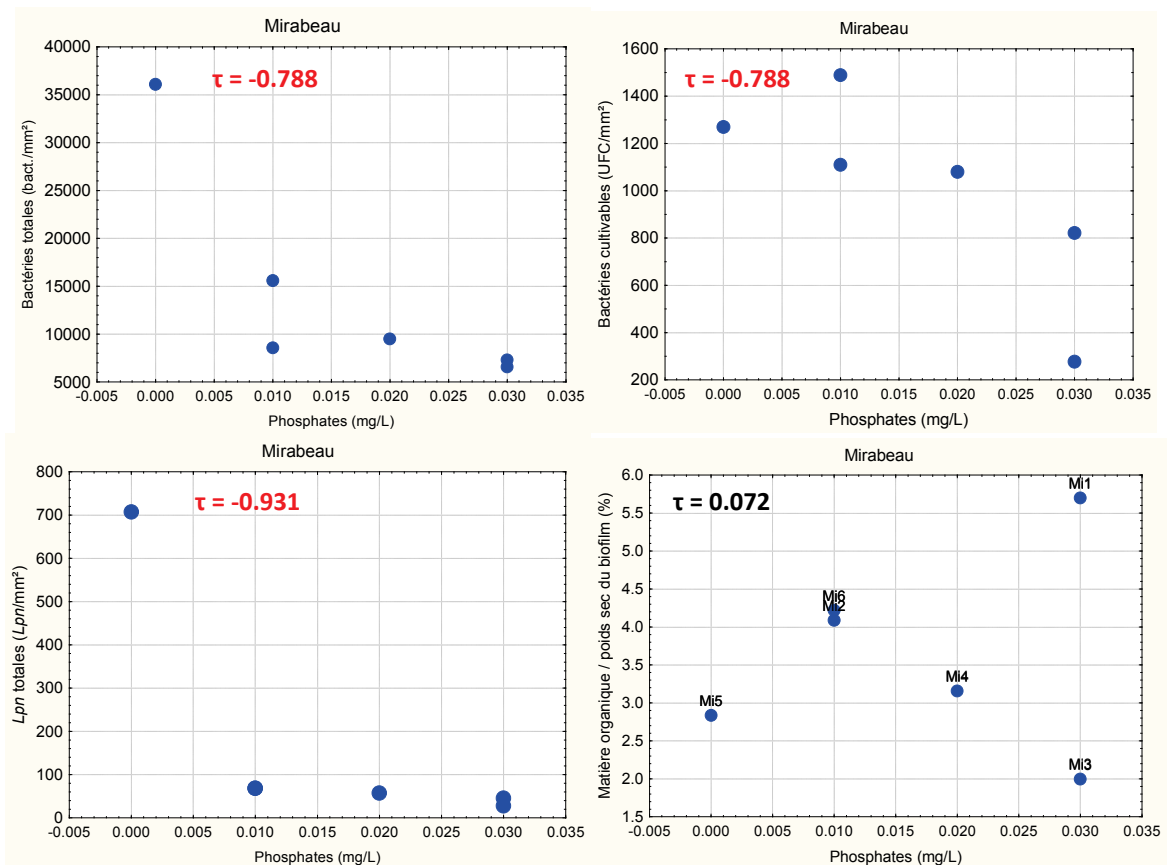 Mirabeau
τ = -0.788
Bactéries totales (bact./mm²)
40000
35000
30000
25000
20000
15000
10000
5000
-0.005 0.000 0.005 0.010 0.015 0.020 0.025 0.030 0.035
Phosphates (mg/L)
Mirabeau
τ = -0.788
Bactéries cultivables (UFC/mm²)
1600
1400
1200
1000
800
600
400
200
-0.005 0.000 0.005 0.010 0.015 0.020 0.025 0.030 0.035
Phosphates (mg/L)
Mirabeau
τ = -0.931
Lpn totales (Lpn/mm²)
800
700
600
500
400
300
200
100
0
-0.005 0.000 0.005 0.010 0.015 0.020 0.025 0.030 0.035
Phosphates (mg/L)
Mirabeau
τ = 0.072
Matière organique / poids sec du biofilm (%)
6.0
5.5
5.0
4.5
4.0
3.5
3.0
2.5
2.0
1.5
Mi1
Mi6
Mi2
Mi4
Mi5
Mi3
-0.005 0.000 0.005 0.010 0.015 0.020 0.025 0.030 0.035
Phosphates (mg/L)